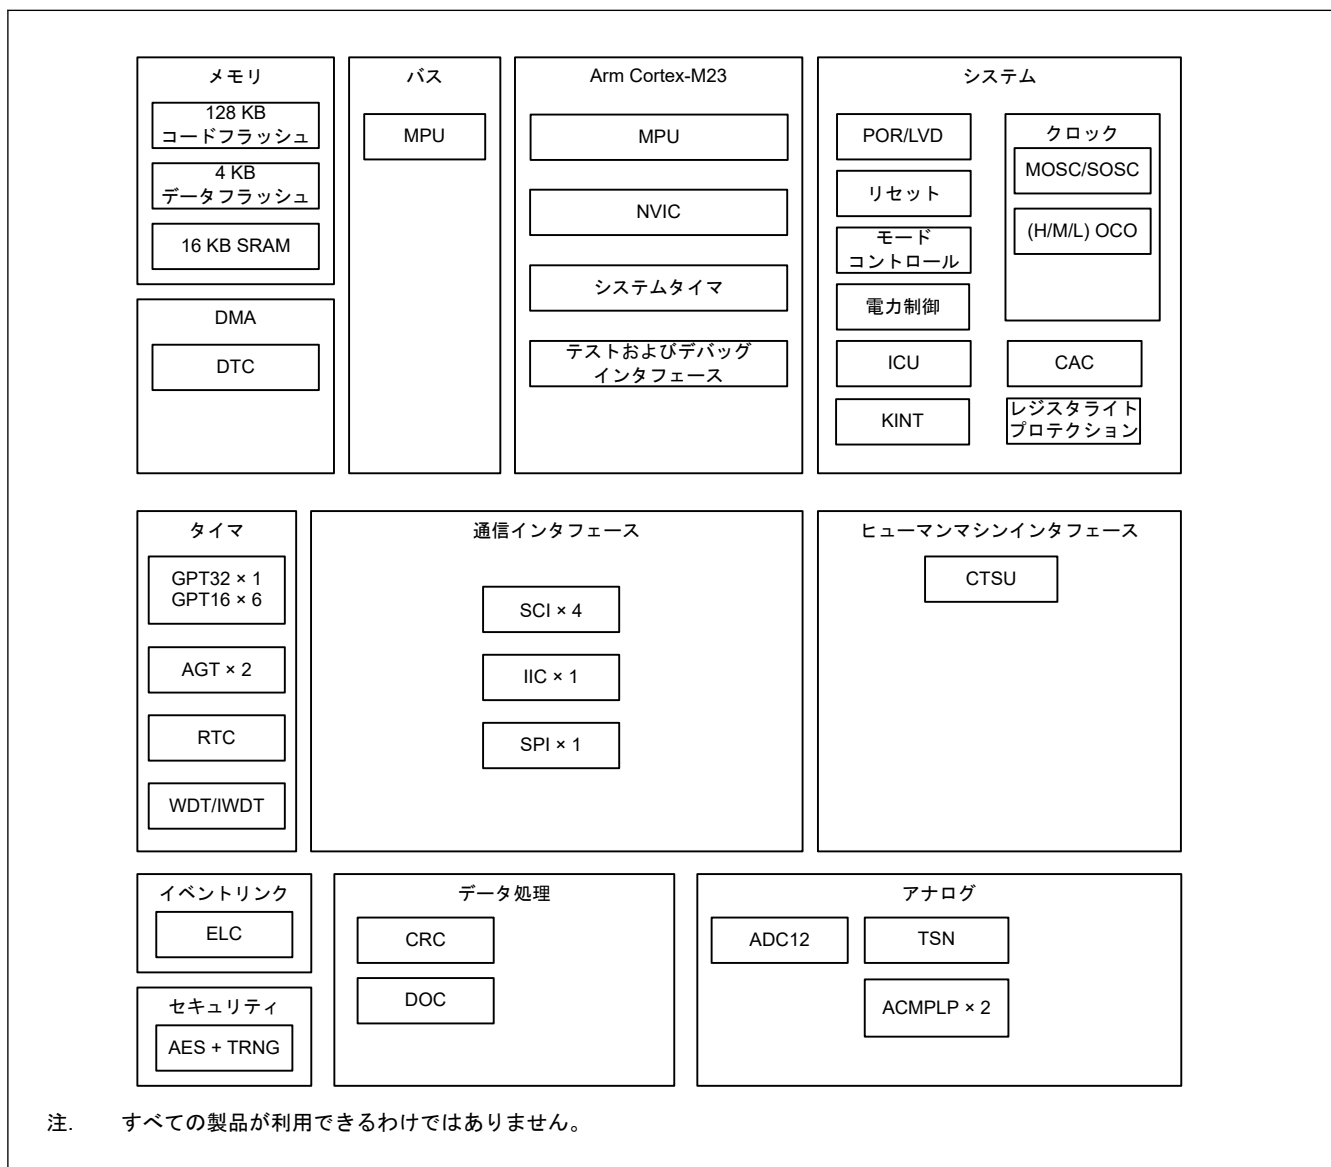 メモリ
128 KB
コードフラッシュ
4 KB
データフラッシュ
16 KB SRAM
DMA
DTC
バス
MPU
Arm Cortex-M23
MPU
NVIC
システムタイマ
テストおよびデバッグ
インタフェース
システム
POR/LVD
リセット
モード
コントロール
電力制御
ICU
KINT
クロック
MOSC/SOSC
(H/M/L) OCO
CAC
レジスタライト
プロテクション
タイマ
GPT32 × 1
GPT16 × 6
AGT × 2
RTC
WDT/IWDT
通信インタフェース
SCI × 4
IIC × 1
SPI × 1
ヒューマンマシンインタフェース
CTSU
イベントリンク
ELC
セキュリティ
AES + TRNG
データ処理
CRC
DOC
アナログ
ADC12
TSN
ACMPLP × 2
注. すべての製品が利用できるわけではありません。